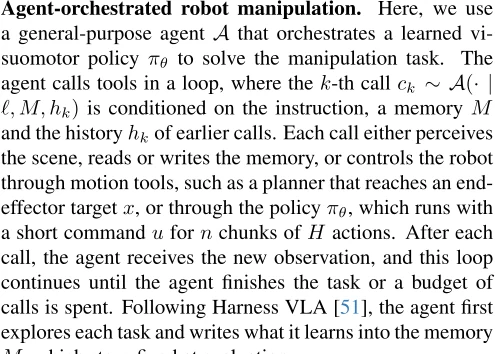 Agent-orchestrated robot manipulation. Here, we use
a general-purpose agent 𝒜 that orchestrates a learned vi-
suomotor policy π_θ to solve the manipulation task. The
agent calls tools in a loop, where the k-th call c_k ∼ 𝒜(· |
ℓ, M, h_k) is conditioned on the instruction, a memory M
and the history h_k of earlier calls. Each call either perceives
the scene, reads or writes the memory, or controls the robot
through motion tools, such as a planner that reaches an end-
effector target x, or through the policy π_θ, which runs with
a short command u for n chunks of H actions. After each
call, the agent receives the new observation, and this loop
continues until the agent finishes the task or a budget of
calls is spent. Following Harness VLA [51], the agent first
explores each task and writes what it learns into the memory